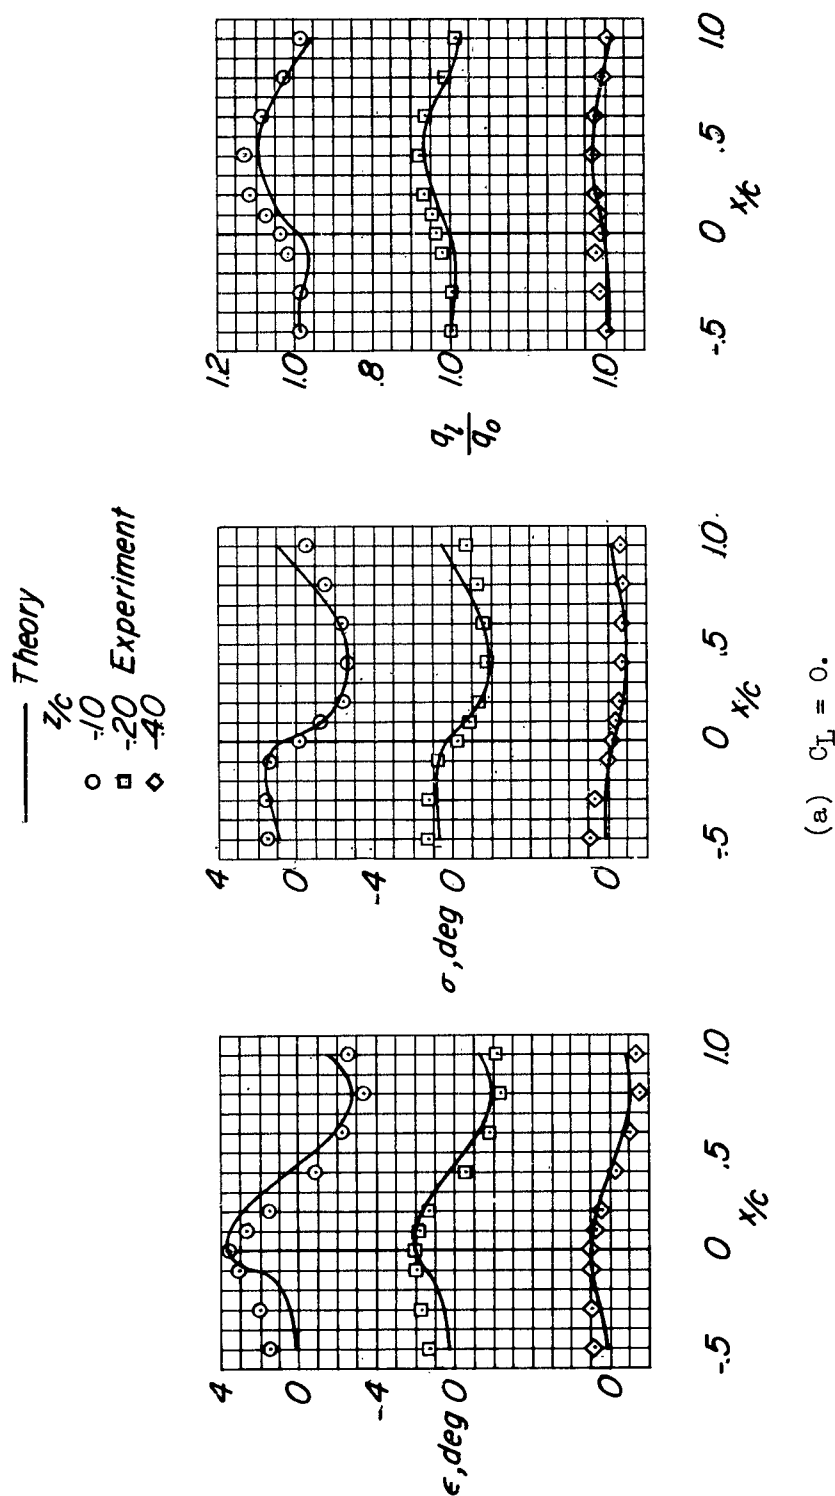 Theory
z/c
-.10
-.20 Experiment
-.40
4
0
-4
ϵ, deg 0
0
-.5 0 .5 1.0
x/c
4
0
-4
σ, deg 0
0
-.5 0 .5 1.0
x/c
1.2
1.0
.8
q_l/q_o
1.0
1.0
-.5 0 .5 1.0
x/c
(a) C_L = 0.